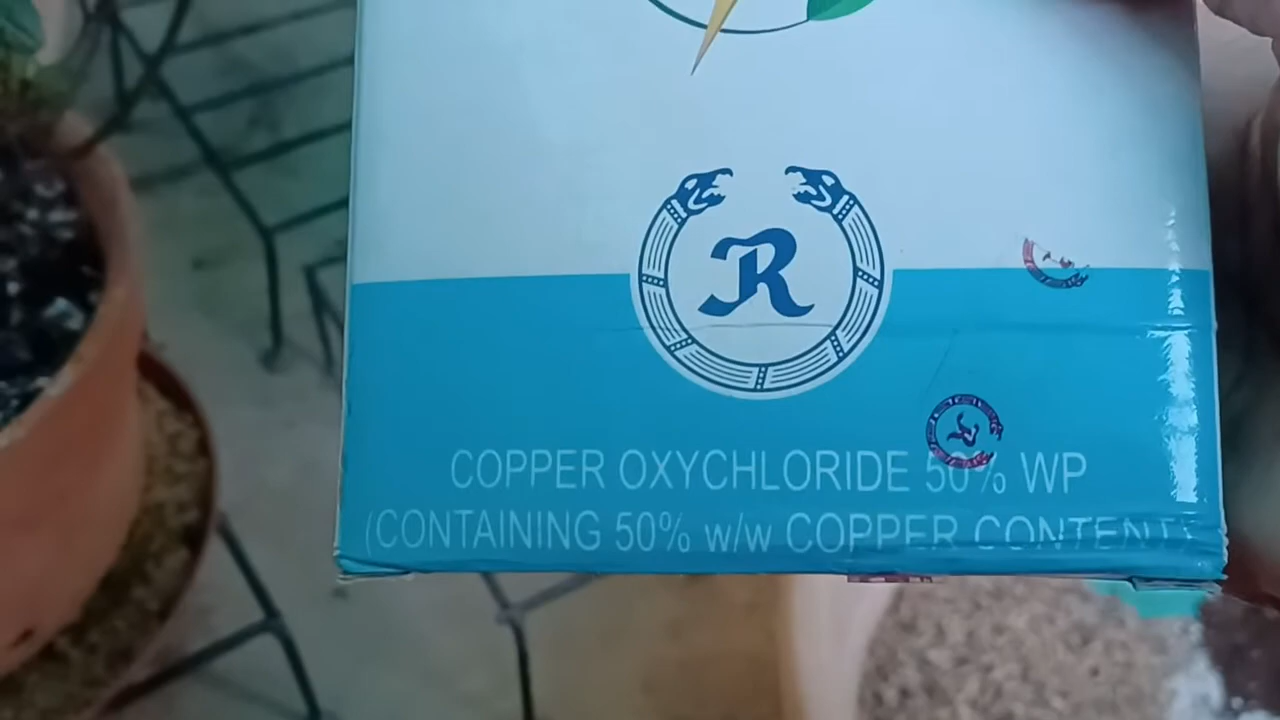 R
COPPER OXYCHLORIDE 50% WP
(CONTAINING 50% w/w COPPER CONTENT)